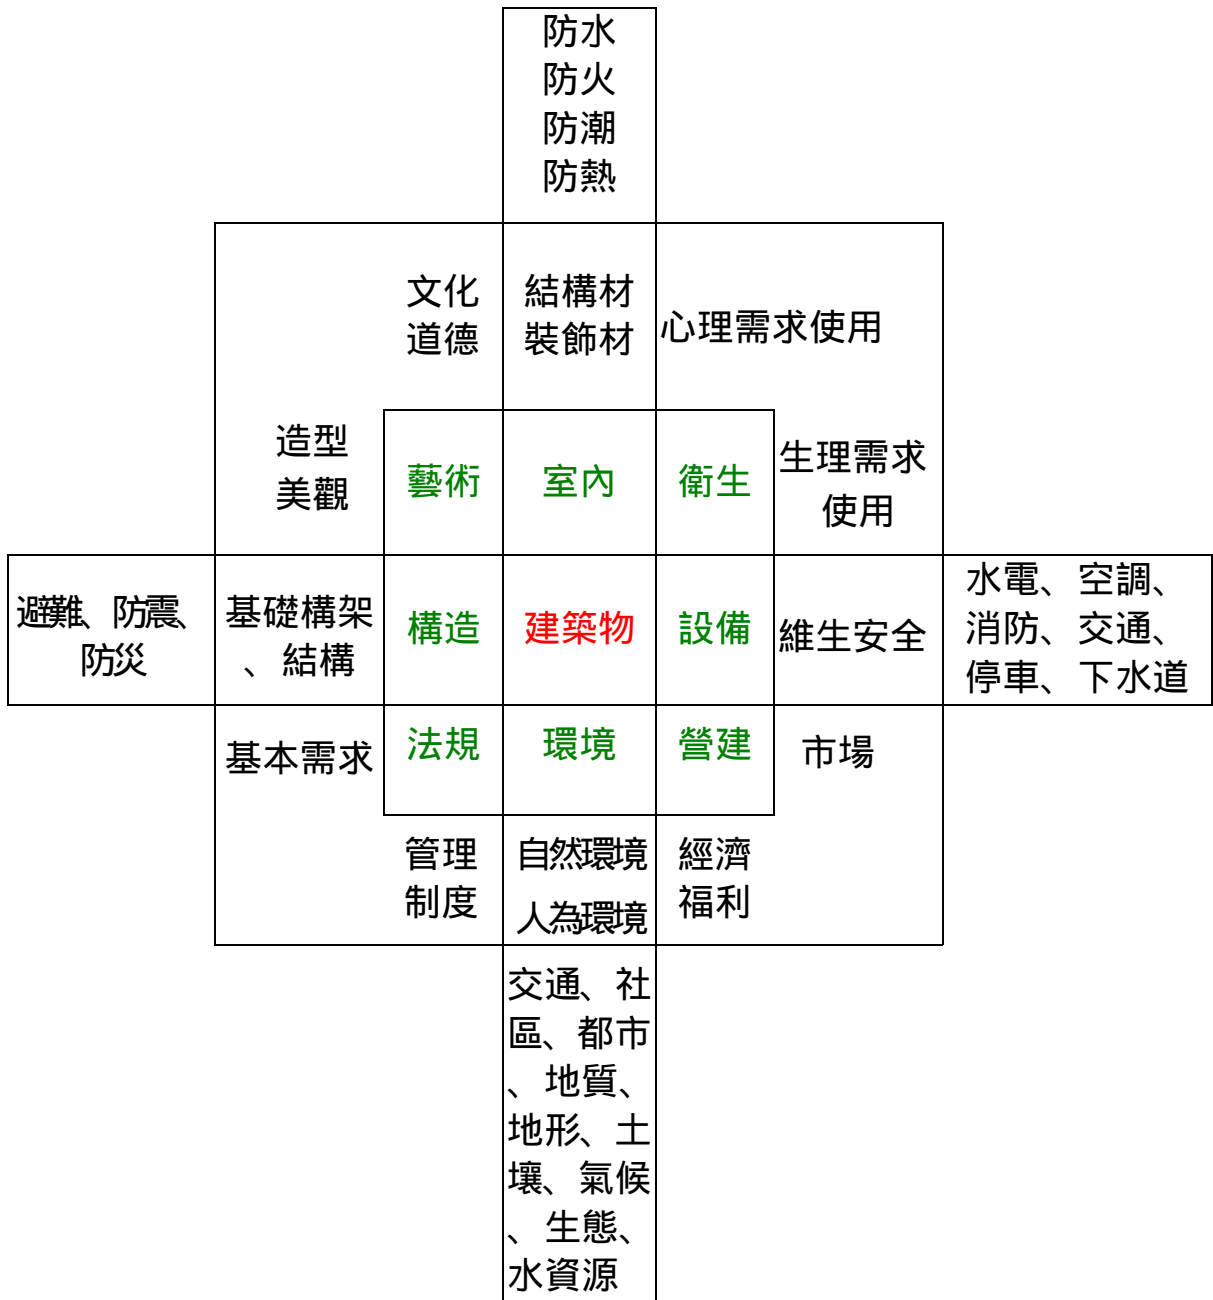 防水
防火
防潮
防熱
文化
道德
結構材
裝飾材
心理需求使用
造型
美觀
藝術
室內
衛生
生理需求
使用
避難、防震、
防災
基礎構架
、結構
構造
建築物
設備
維生安全
水電、空調、
消防、交通、
停車、下水道
基本需求
法規
環境
營建
市場
管理
制度
自然環境
人為環境
經濟
福利
交通、社
區、都市
、地質、
地形、土
壤、氣候
、生態、
水資源